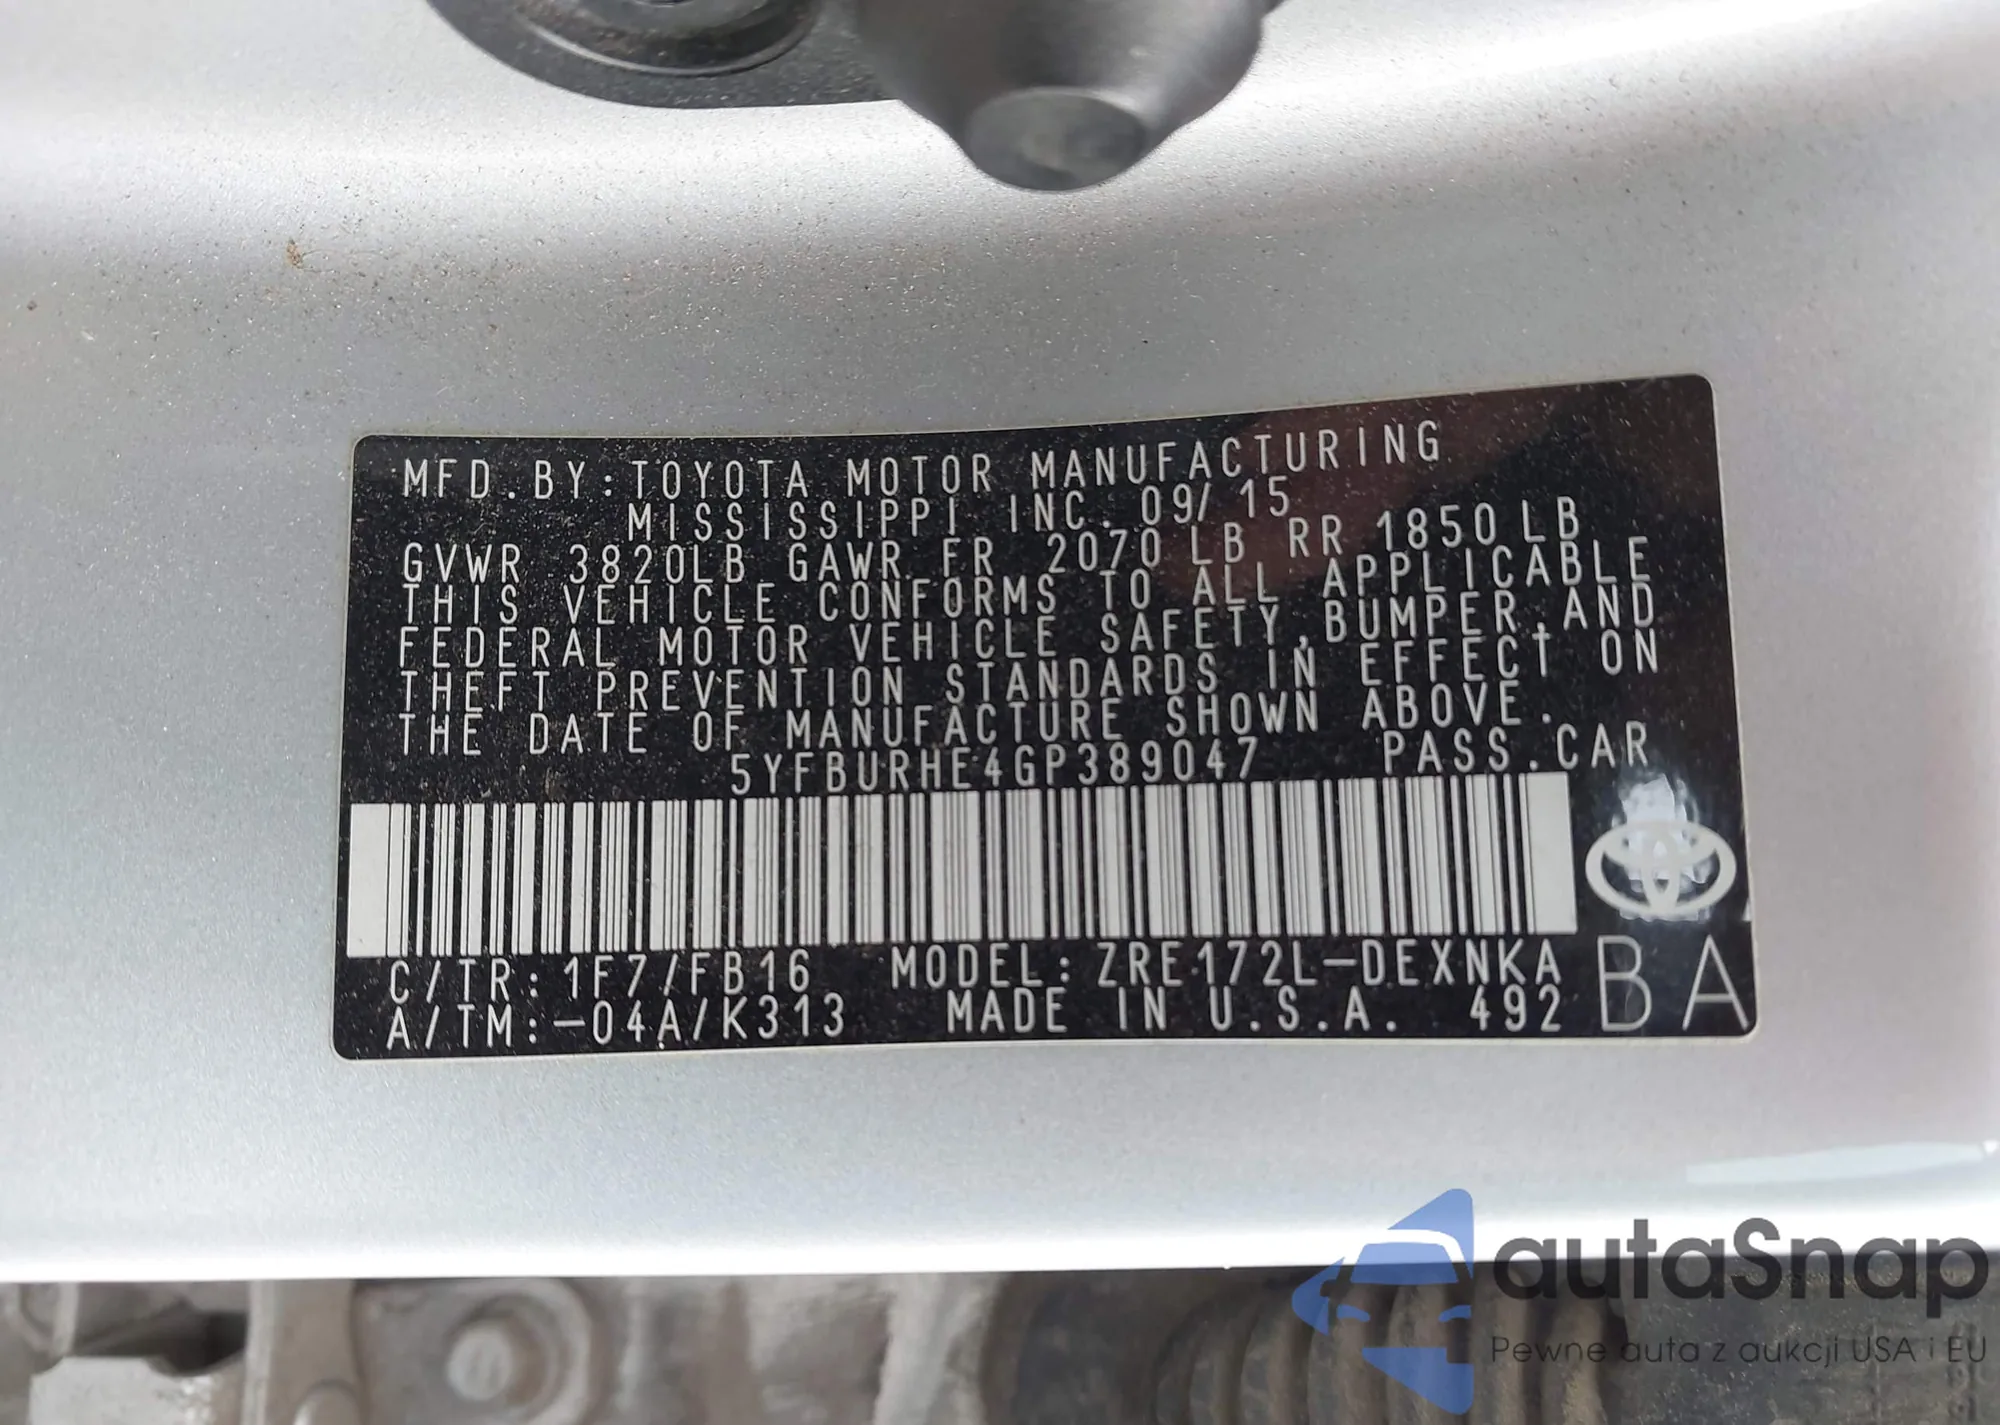 MFD.BY:TOYOTA MOTOR MANUFACTURING
MISSISSIPPI INC. 09/15
GVWR 3820LB GAWR FR 2070 LB RR 1850 LB
THIS VEHICLE CONFORMS TO ALL APPLICABLE
FEDERAL MOTOR VEHICLE SAFETY,BUMPER,AND
THEFT PREVENTION STANDARDS IN EFFECT ON
THE DATE OF MANUFACTURE SHOWN ABOVE.
5YFBURHE4GP389047 PASS.CAR
C/TR:1F7/FB16 MODEL:ZRE172L-DEXNKA
A/TM:-04A/K313 MADE IN U.S.A. 492
BA
autaSnap
Pewne auta z aukcji USA i EU